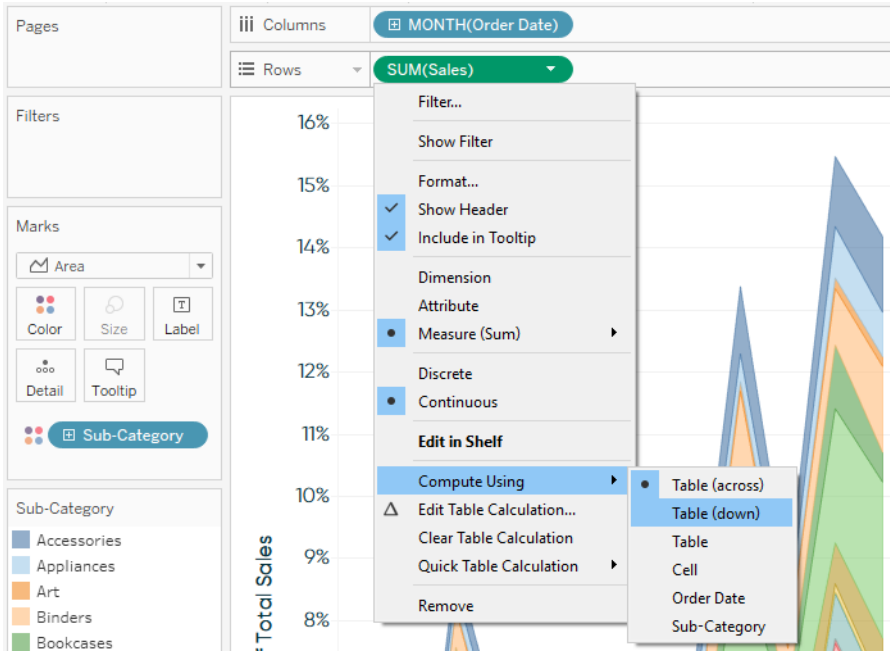 Pages
Columns
MONTH(Order Date)
Rows
SUM(Sales)
Filters
Marks
Area
Color
Size
Label
Detail
Tooltip
Sub-Category
Sub-Category
Accessories
Appliances
Art
Binders
Bookcases
16%
15%
14%
13%
12%
11%
10%
9%
8%
Total Sales
Filter...
Show Filter
Format...
Show Header
Include in Tooltip
Dimension
Attribute
Measure (Sum)
Discrete
Continuous
Edit in Shelf
Compute Using
Edit Table Calculation...
Clear Table Calculation
Quick Table Calculation
Remove
Table (across)
Table (down)
Table
Cell
Order Date
Sub-Category